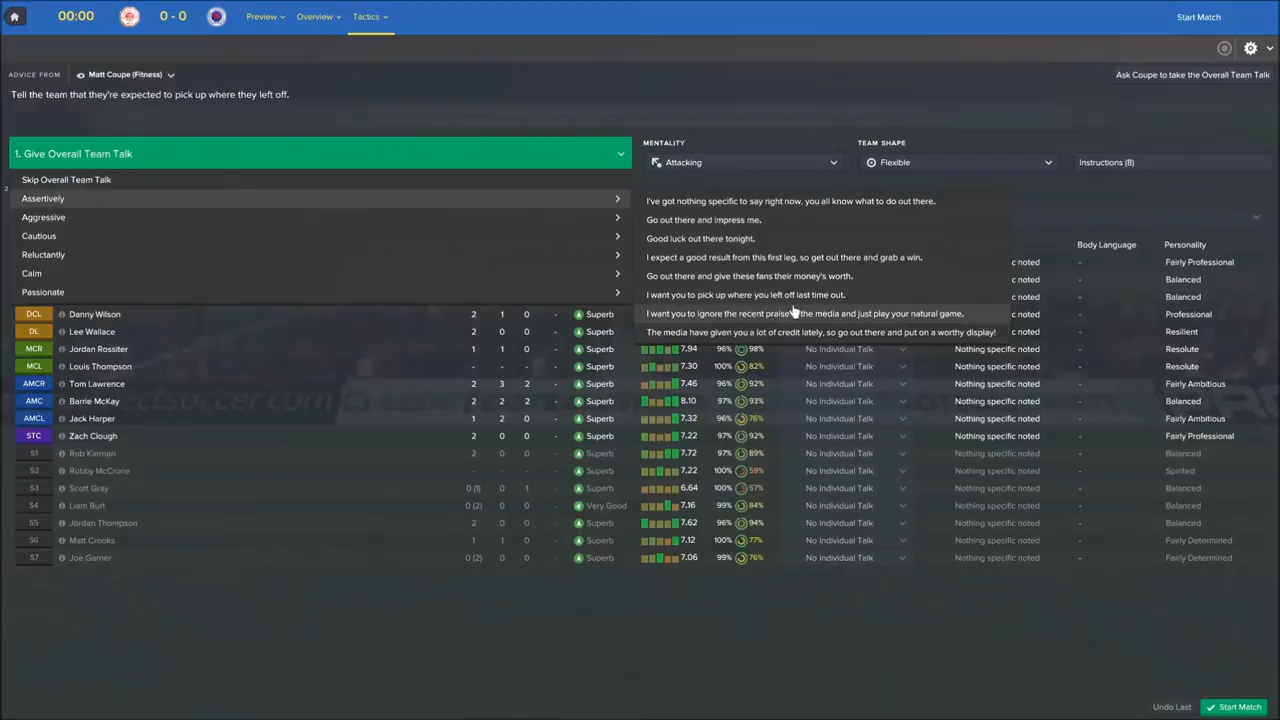 00:00 0 - 0 Preview Overview Tactics Start Match
ADVICE FROM Matt Coupe (Fitness) Ask Coupe to take the Overall Team Talk
Tell the team that they're expected to pick up where they left off.
MENTALITY TEAM SHAPE
1. Give Overall Team Talk Attacking Flexible Instructions (8)
Skip Overall Team Talk
2
Assertively I've got nothing specific to say right now, you all know what to do out there.
Aggressive Go out there and impress me.
Cautious Good luck out there tonight. Body Language Personality
Reluctantly I expect a good result from this first leg, so get out there and grab a win. Fairly Professional
Calm Go out there and give these fans their money's worth. - Balanced
Passionate I want you to pick up where you left off last time out. - Balanced
DCL Danny Wilson 2 1 0 - Superb I want you to ignore the recent praise the media and just play your natural game. - Professional
DL Lee Wallace 2 0 0 - Superb The media have given you a lot of credit lately, so go out there and put on a worthy display! - Resilient
MCR Jordan Rossiter 1 1 0 - Superb 7.94 96% 98% No Individual Talk Nothing specific noted - Resolute
MCL Louis Thompson - Superb 7.30 100% 82% No Individual Talk Nothing specific noted - Resolute
AMCR Tom Lawrence 2 3 2 - Superb 7.46 96% 92% No Individual Talk Nothing specific noted - Fairly Ambitious
AMC Barrie McKay 2 2 2 - Superb 8.10 97% 93% No Individual Talk Nothing specific noted - Balanced
AMCL Jack Harper 1 2 0 - Superb 7.32 96% 76% No Individual Talk Nothing specific noted - Fairly Ambitious
STC Zach Clough 2 0 0 - Superb 7.22 97% 92% No Individual Talk Nothing specific noted - Fairly Professional
S1 Rob Kiernan 2 0 0 - Superb 7.72 97% 89% No Individual Talk Nothing specific noted - Balanced
S2 Robby McCrorie - - - - Superb 7.22 100% 59% No Individual Talk Nothing specific noted - Spirited
S3 Scott Gray 0 (1) 0 1 - Superb 6.64 100% 57% No Individual Talk Nothing specific noted - Balanced
S4 Liam Burt 0 (2) 0 0 - Very Good 7.16 99% 84% No Individual Talk Nothing specific noted - Balanced
S5 Jordan Thompson 2 0 0 - Superb 7.62 96% 94% No Individual Talk Nothing specific noted - Balanced
S6 Matt Crooks 1 1 0 - Superb 7.12 100% 77% No Individual Talk Nothing specific noted - Fairly Determined
S7 Joe Garner 0 (2) 0 0 - Superb 7.06 99% 76% No Individual Talk Nothing specific noted - Fairly Determined
Undo Last Start Match